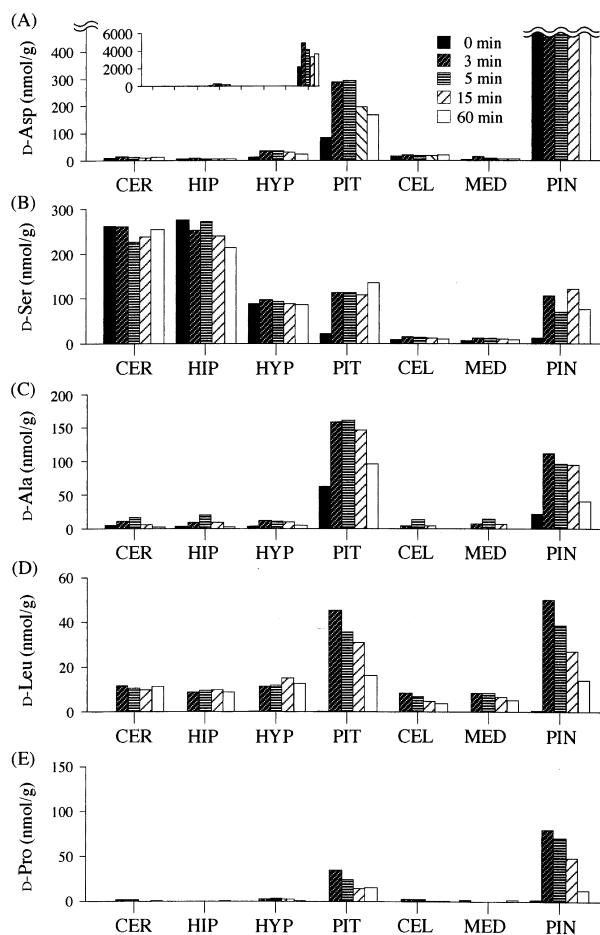 (A)
D-Asp (nmol/g)
400
300
200
100
0
6000
4000
2000
0
0 min
3 min
5 min
15 min
60 min
CER HIP HYP PIT CEL MED PIN
(B)
D-Ser (nmol/g)
300
200
100
0
CER HIP HYP PIT CEL MED PIN
(C)
D-Ala (nmol/g)
200
150
100
50
0
CER HIP HYP PIT CEL MED PIN
(D)
D-Leu (nmol/g)
60
40
20
0
CER HIP HYP PIT CEL MED PIN
(E)
D-Pro (nmol/g)
150
100
50
0
CER HIP HYP PIT CEL MED PIN